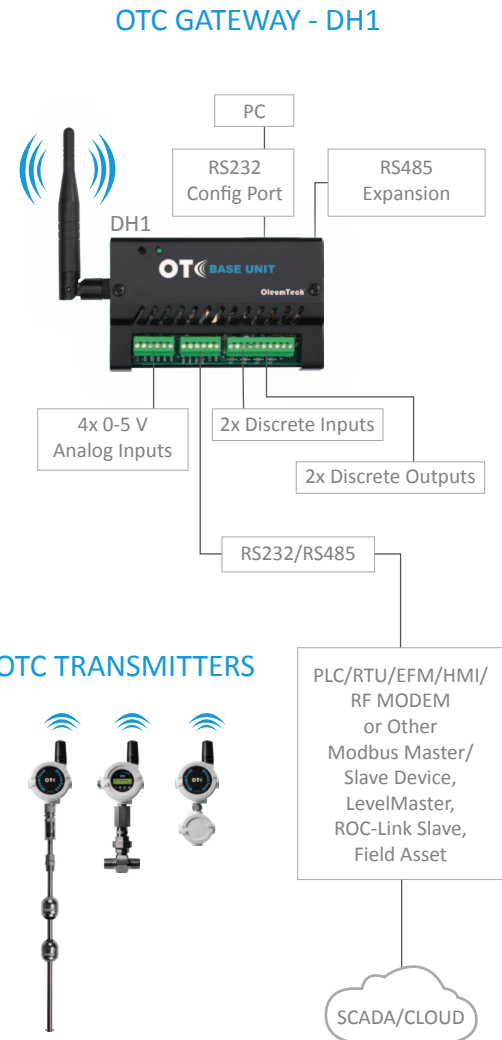 OTC GATEWAY - DH1
PC
RS232
Config Port
RS485
Expansion
DH1
OTC BASE UNIT
OleumTech
4x 0-5 V
Analog Inputs
2x Discrete Inputs
2x Discrete Outputs
RS232/RS485
OTC TRANSMITTERS
PLC/RTU/EFM/HMI/
RF MODEM
or Other
Modbus Master/
Slave Device,
LevelMaster,
ROC-Link Slave,
Field Asset
OTC
OTC
SCADA/CLOUD